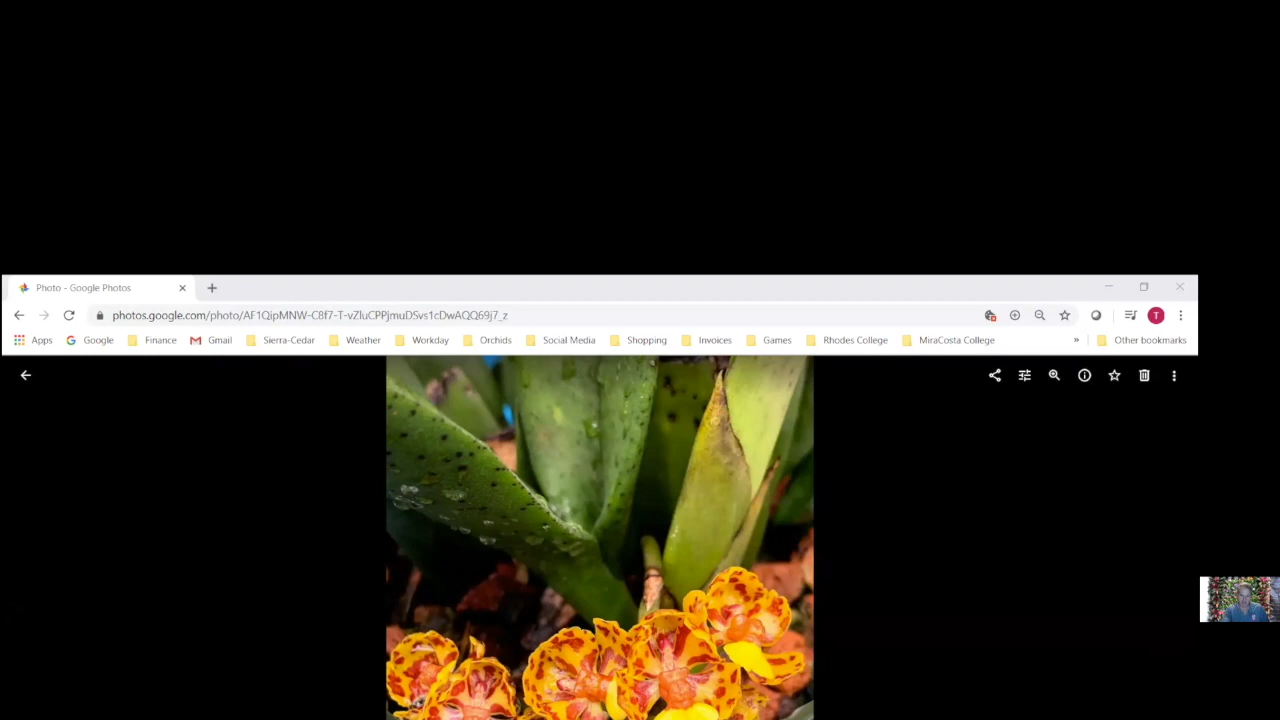 Photo - Google Photos
photos.google.com/photo/AF1QipMNW-C8f7-T-vZluCPPjmuDSvs1cDwAQQ69j7_z
T
Apps Google Finance Gmail Sierra-Cedar Weather Workday Orchids Social Media Shopping Invoices Games Rhodes College MiraCosta College » Other bookmarks